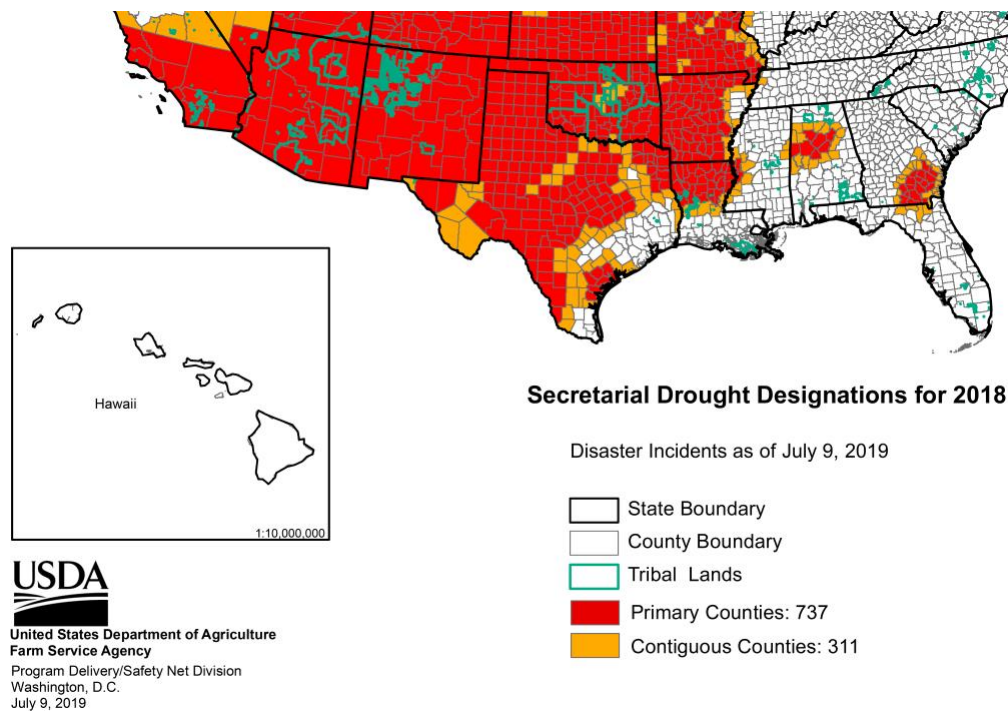 Hawaii
1:10,000,000
Secretarial Drought Designations for 2018
Disaster Incidents as of July 9, 2019
State Boundary
County Boundary
Tribal Lands
Primary Counties: 737
Contiguous Counties: 311
USDA
United States Department of Agriculture
Farm Service Agency
Program Delivery/Safety Net Division
Washington, D.C.
July 9, 2019